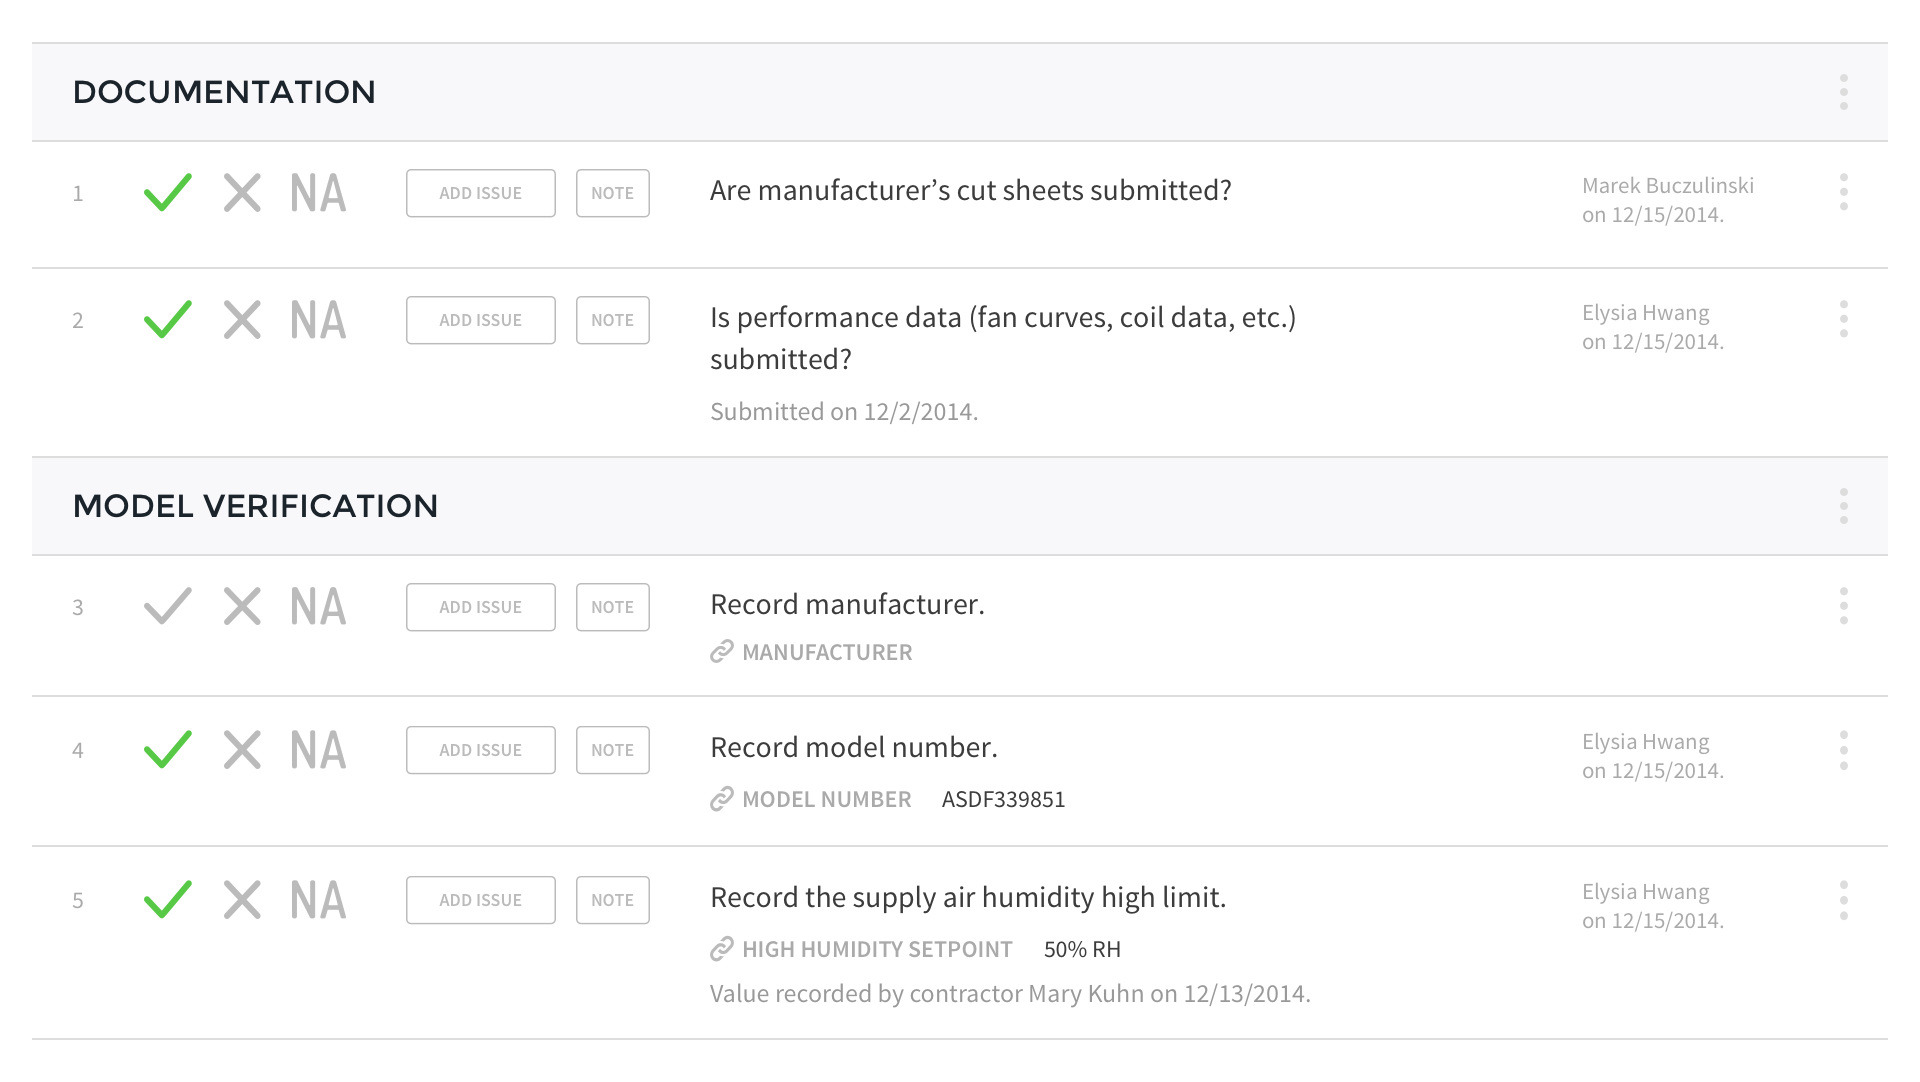 DOCUMENTATION
1 NA ADD ISSUE NOTE Are manufacturer’s cut sheets submitted? Marek Buczulinski
on 12/15/2014.
2 NA ADD ISSUE NOTE Is performance data (fan curves, coil data, etc.) Elysia Hwang
on 12/15/2014.
submitted?
Submitted on 12/2/2014.
MODEL VERIFICATION
3 NA ADD ISSUE NOTE Record manufacturer.
MANUFACTURER
4 NA ADD ISSUE NOTE Record model number. Elysia Hwang
on 12/15/2014.
MODEL NUMBER ASDF339851
5 NA ADD ISSUE NOTE Record the supply air humidity high limit. Elysia Hwang
on 12/15/2014.
HIGH HUMIDITY SETPOINT 50% RH
Value recorded by contractor Mary Kuhn on 12/13/2014.